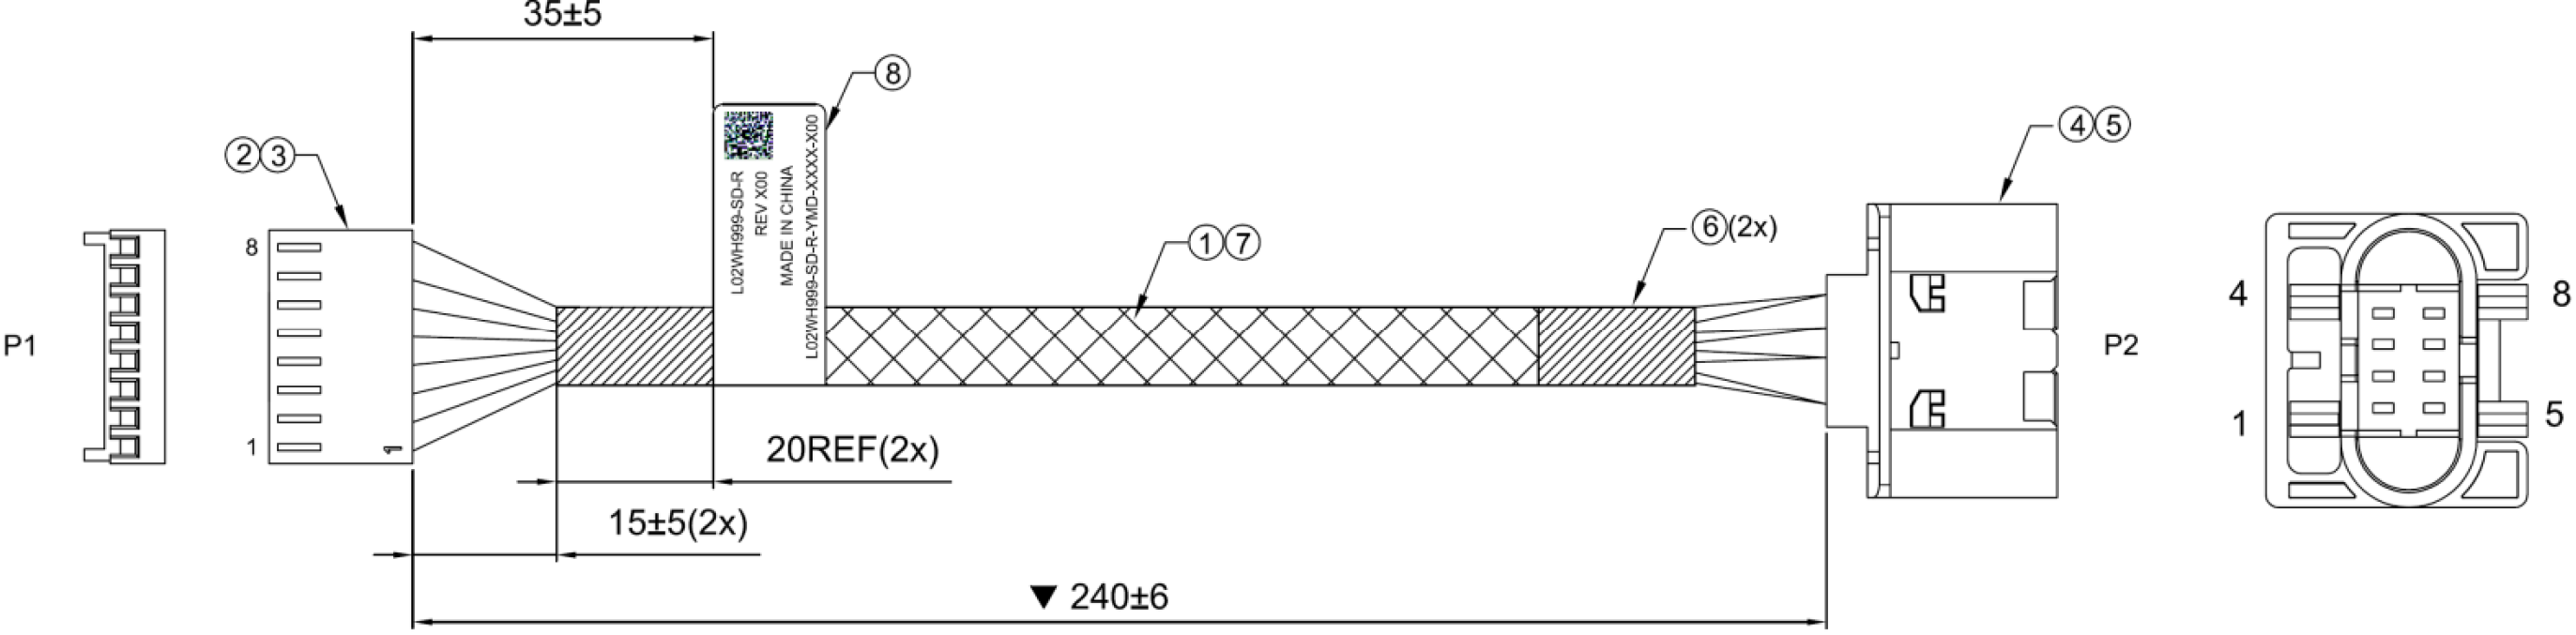 35±5
8
2 3
4 5
L02WH999-SD-R
REV X00
MADE IN CHINA
L02WH999-SD-R-YMD-XXXX-X00
1 7
6 (2x)
8
4
8
P1
P2
1
1
1
5
20REF(2x)
15±5(2x)
▼ 240±6